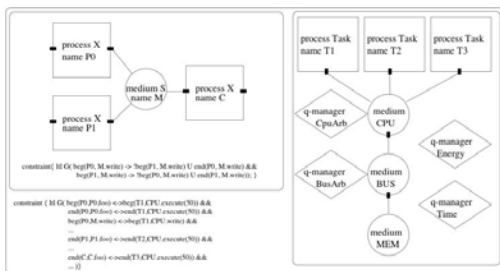 process X
name P0
medium S
name M
process X
name C
process X
name P1
constraint{ ltl G( beg(P0, M.write) -> !beg(P1, M.write) U end(P0, M.write) &&
beg(P1, M.write) -> !beg(P0, M.write) U end(P1, M.write)); }
process Task
name T1
process Task
name T2
process Task
name T3
q-manager
CpuArb
medium
CPU
q-manager
Energy
q-manager
BusArb
medium
BUS
q-manager
Time
medium
MEM
constraint { ltl G( beg(P0,P0.foo) <->beg(T1,CPU.execute(50)) &&
end(P0,P0.foo) <->end(T1,CPU.execute(50)) &&
beg(P0,M.write) <->beg(T1,CPU.write) &&
...
end(P1,P1.foo) <->end(T2,CPU.execute(50)) &&
...
end(C,C.foo) <->end(T3,CPU.execute(50)) &&
... )}